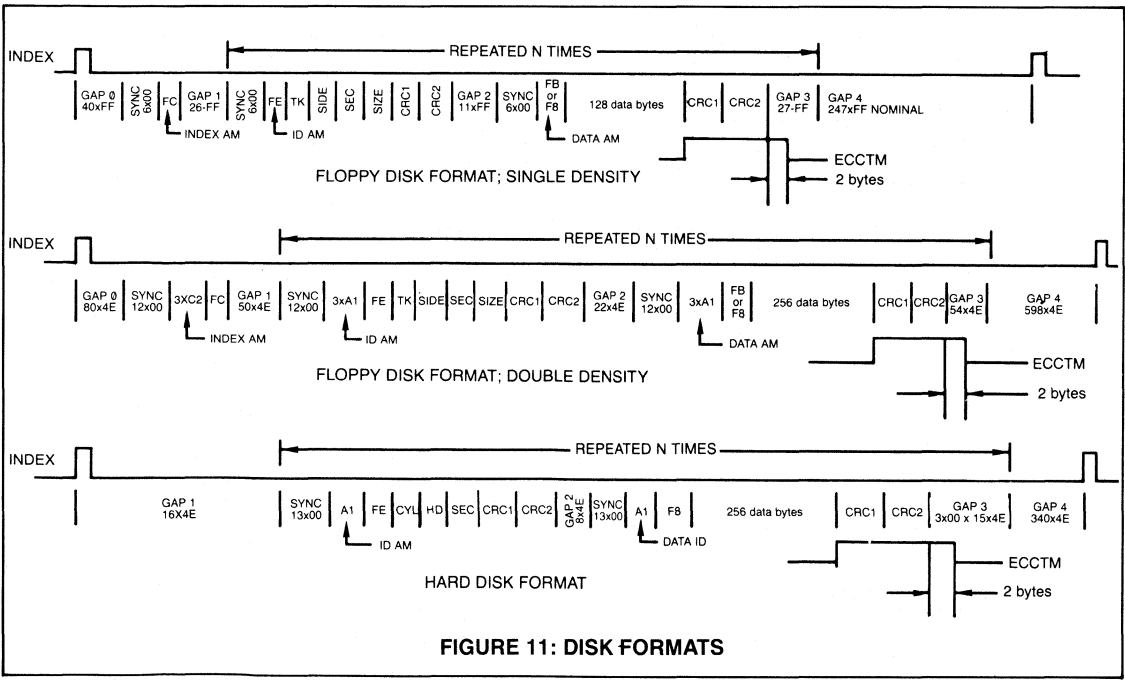 INDEX
REPEATED N TIMES
GAP 0 40xFF
SYNC 6x00
FC
GAP 1 26-FF
SYNC 6x00
FE
TK
SIDE
SEC
SIZE
CRC1
CRC2
GAP 2 11xFF
SYNC 6x00
FB or F8
128 data bytes
CRC1
CRC2
GAP 3 27-FF
GAP 4 247xFF NOMINAL
INDEX AM
ID AM
DATA AM
ECCTM
2 bytes
FLOPPY DISK FORMAT; SINGLE DENSITY
INDEX
REPEATED N TIMES
GAP 0 80x4E
SYNC 12x00
3XC2
FC
GAP 1 50x4E
SYNC 12x00
3xA1
FE
TK
SIDE
SEC
SIZE
CRC1
CRC2
GAP 2 22x4E
SYNC 12x00
3xA1
FB or F8
256 data bytes
CRC1
CRC2
GAP 3 54x4E
GAP 4 598x4E
INDEX AM
ID AM
DATA AM
ECCTM
2 bytes
FLOPPY DISK FORMAT; DOUBLE DENSITY
INDEX
REPEATED N TIMES
GAP 1 16X4E
SYNC 13x00
A1
FE
CYL
HD
SEC
CRC1
CRC2
GAP 2 8x4E
SYNC 13x00
A1
F8
256 data bytes
CRC1
CRC2
GAP 3 3x00 x 15x4E
GAP 4 340x4E
ID AM
DATA ID
ECCTM
2 bytes
HARD DISK FORMAT
FIGURE 11: DISK FORMATS